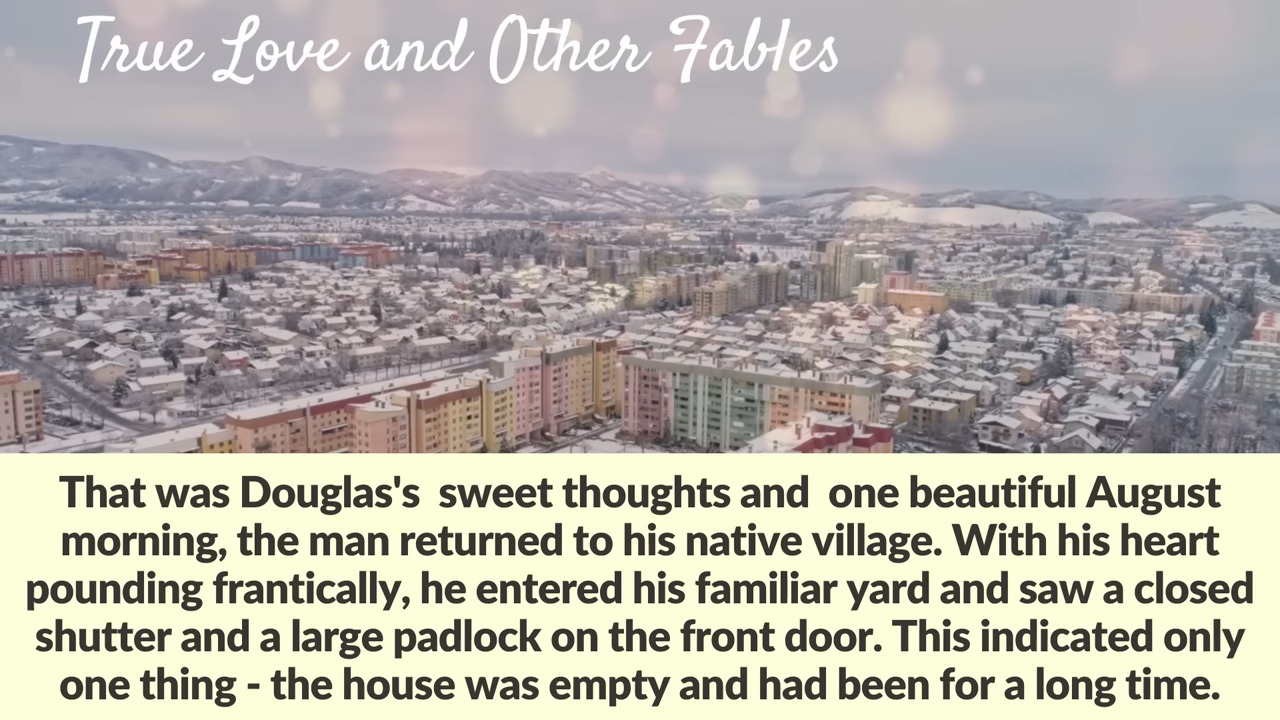 True Love and Other Fables
That was Douglas's  sweet thoughts and  one beautiful August
morning, the man returned to his native village. With his heart
pounding frantically, he entered his familiar yard and saw a closed
shutter and a large padlock on the front door. This indicated only
one thing - the house was empty and had been for a long time.